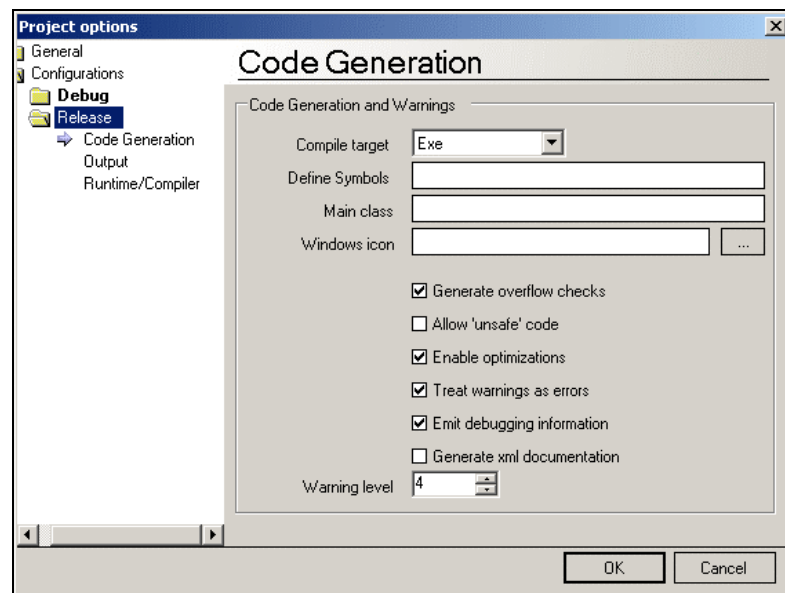 Project options
General
Configurations
Debug
Release
Code Generation
Output
Runtime/Compiler
Code Generation
Code Generation and Warnings
Compile target Exe
Define Symbols
Main class
Windows icon ...
Generate overflow checks
Allow 'unsafe' code
Enable optimizations
Treat warnings as errors
Emit debugging information
Generate xml documentation
Warning level 4
OK Cancel